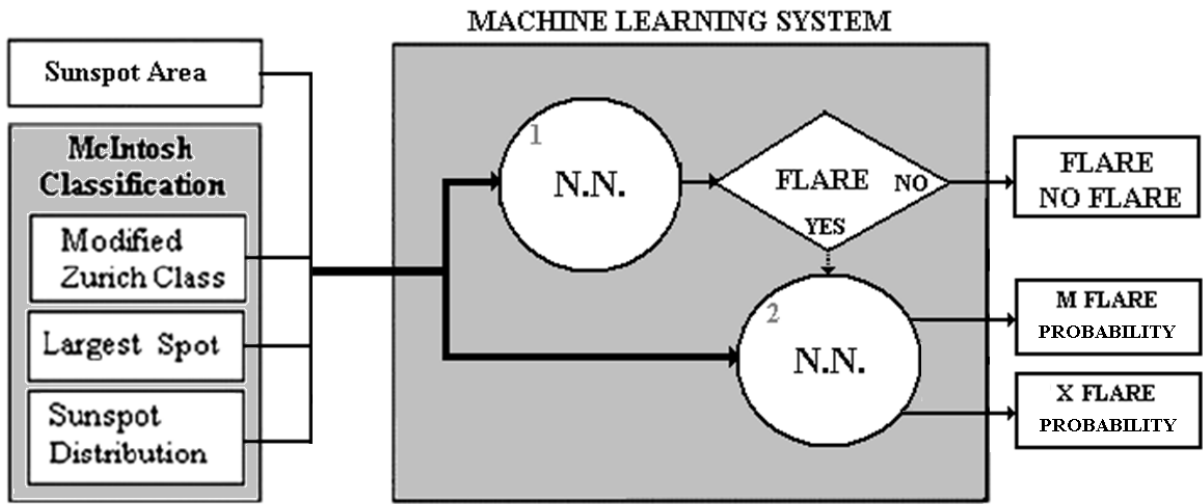 MACHINE LEARNING SYSTEM
Sunspot Area
McIntosh
Classification
Modified
Zurich Class
Largest Spot
Sunspot
Distribution
1
N.N.
FLARE
NO
YES
2
N.N.
FLARE
NO FLARE
M FLARE
PROBABILITY
X FLARE
PROBABILITY